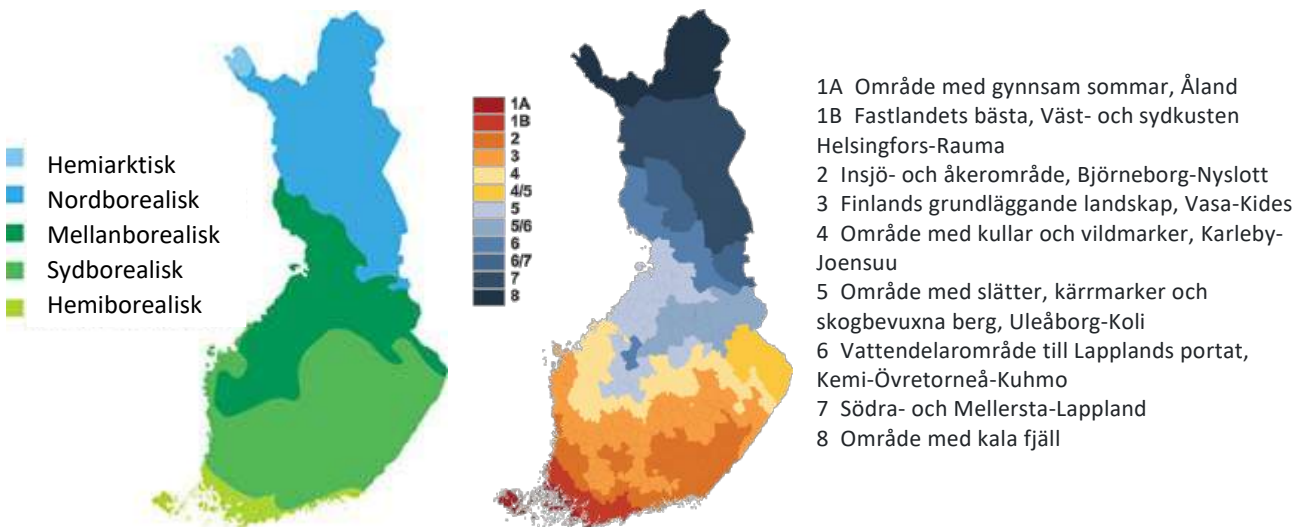 Hemiarktisk
Nordborealisk
Mellanborealisk
Sydborealisk
Hemiborealisk
1A
1B
2
3
4
4/5
5
5/6
6
6/7
7
8
1A Område med gynnsam sommar, Åland
1B Fastlandets bästa, Väst- och sydkusten
Helsingfors-Rauma
2 Insjö- och åkerområde, Björneborg-Nyslott
3 Finlands grundläggande landskap, Vasa-Kides
4 Område med kullar och vildmarker, Karleby-
Joensuu
5 Område med slätter, kärrmarker och
skogbevuxna berg, Uleåborg-Koli
6 Vattendelarområde till Lapplands portat,
Kemi-Övretorneå-Kuhmo
7 Södra- och Mellersta-Lappland
8 Område med kala fjäll